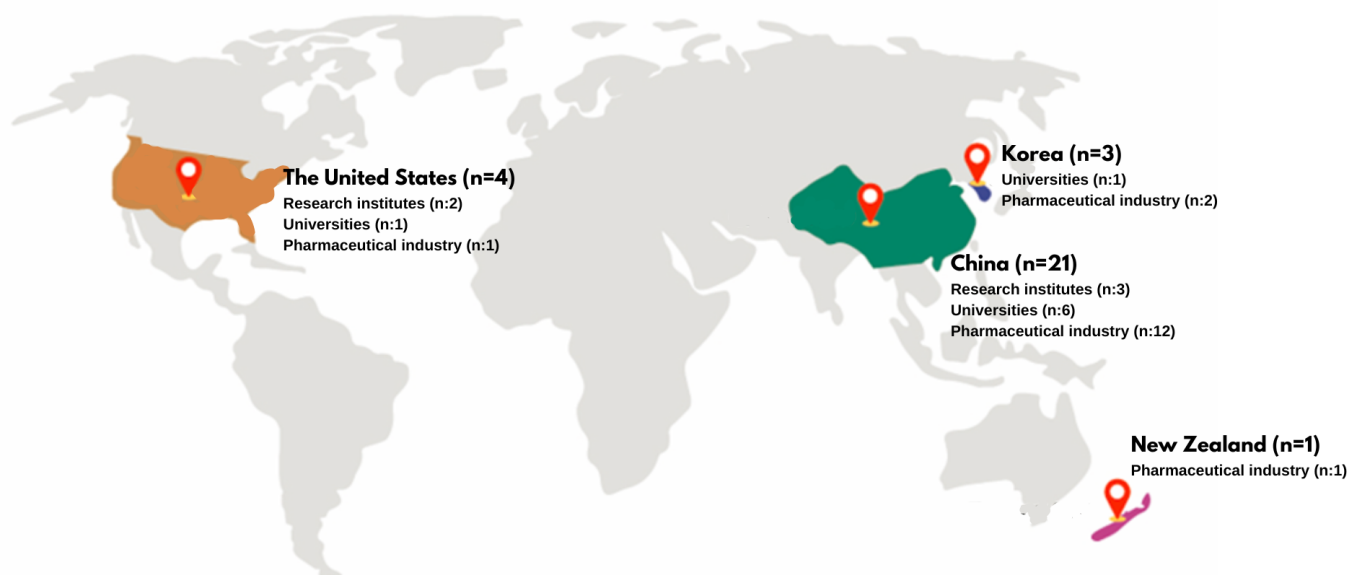 The United States (n=4)
Research institutes (n:2)
Universities (n:1)
Pharmaceutical industry (n:1)
Korea (n=3)
Universities (n:1)
Pharmaceutical industry (n:2)
China (n=21)
Research institutes (n:3)
Universities (n:6)
Pharmaceutical industry (n:12)
New Zealand (n=1)
Pharmaceutical industry (n:1)